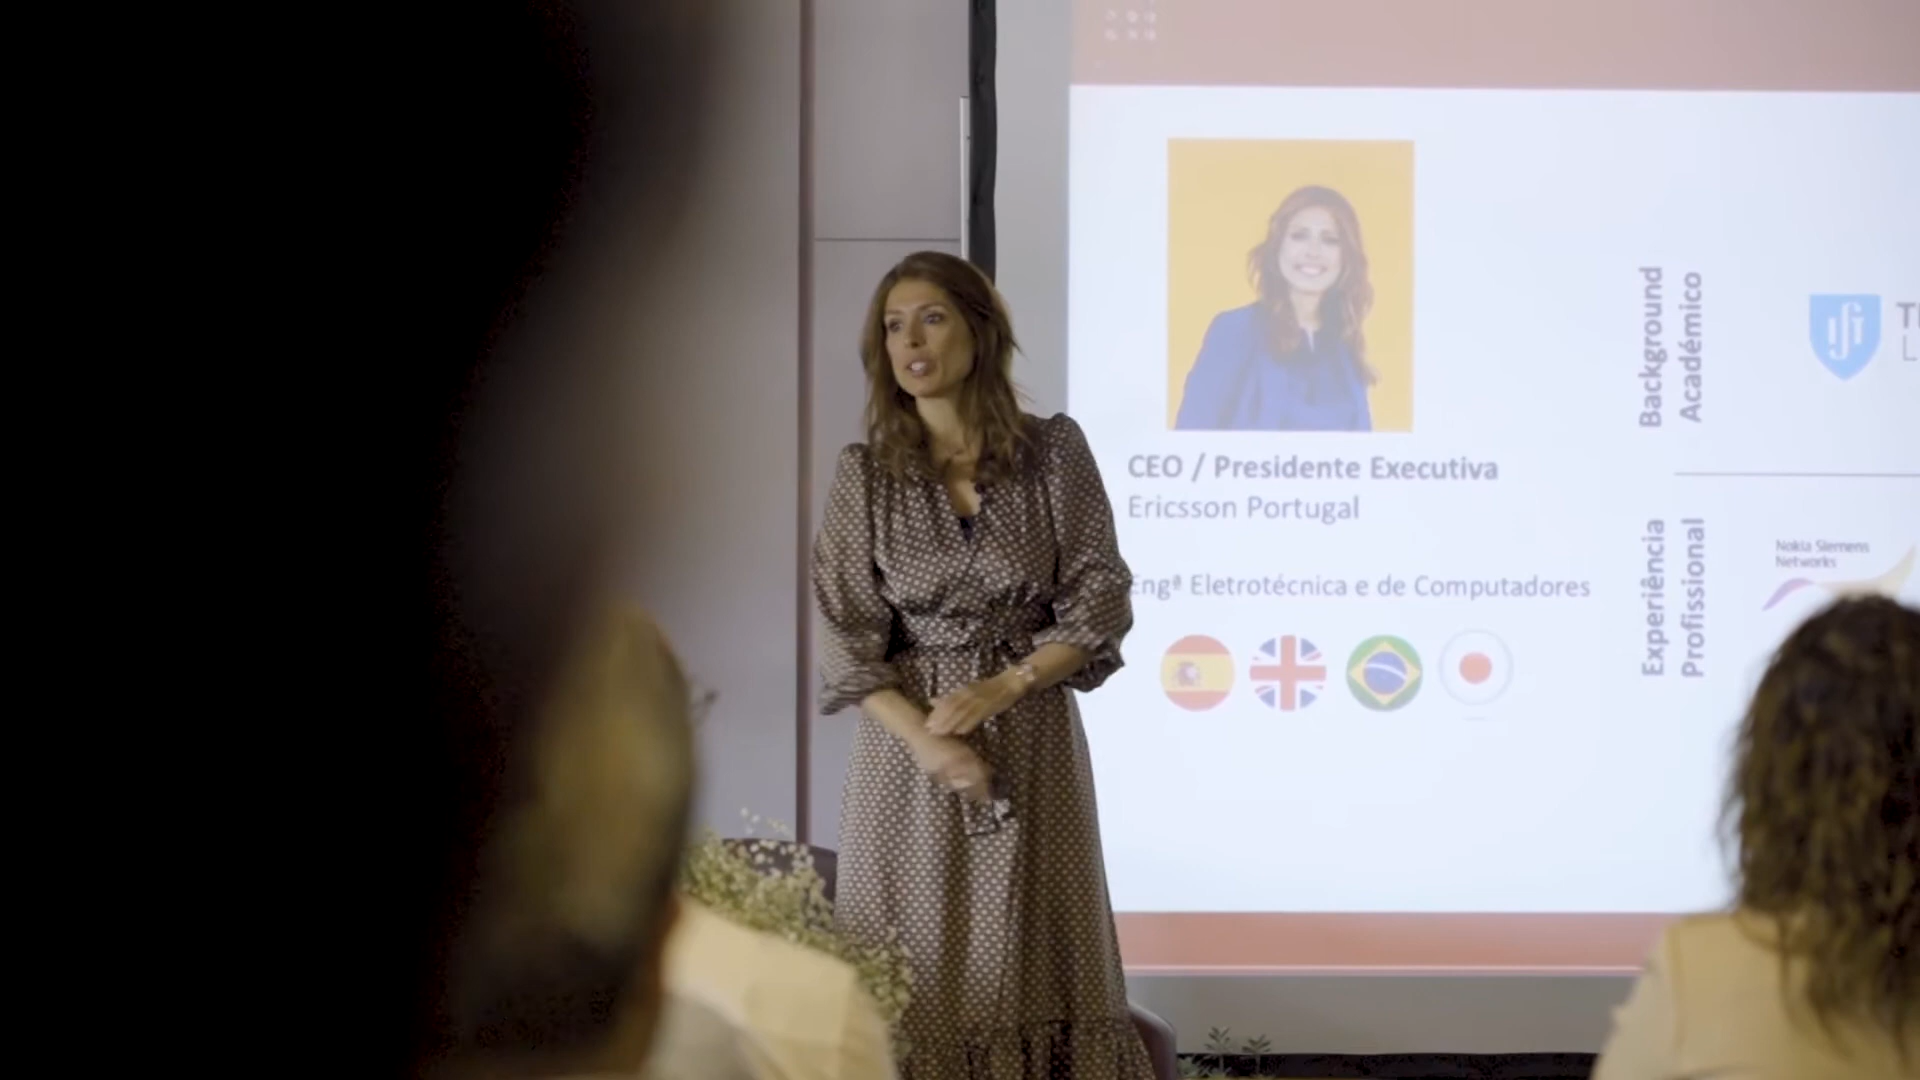 CEO / Presidente Executiva
Ericsson Portugal
Engª Eletrotécnica e de Computadores
Background
Académico
Experiência
Profissional
Nokia Siemens
Networks